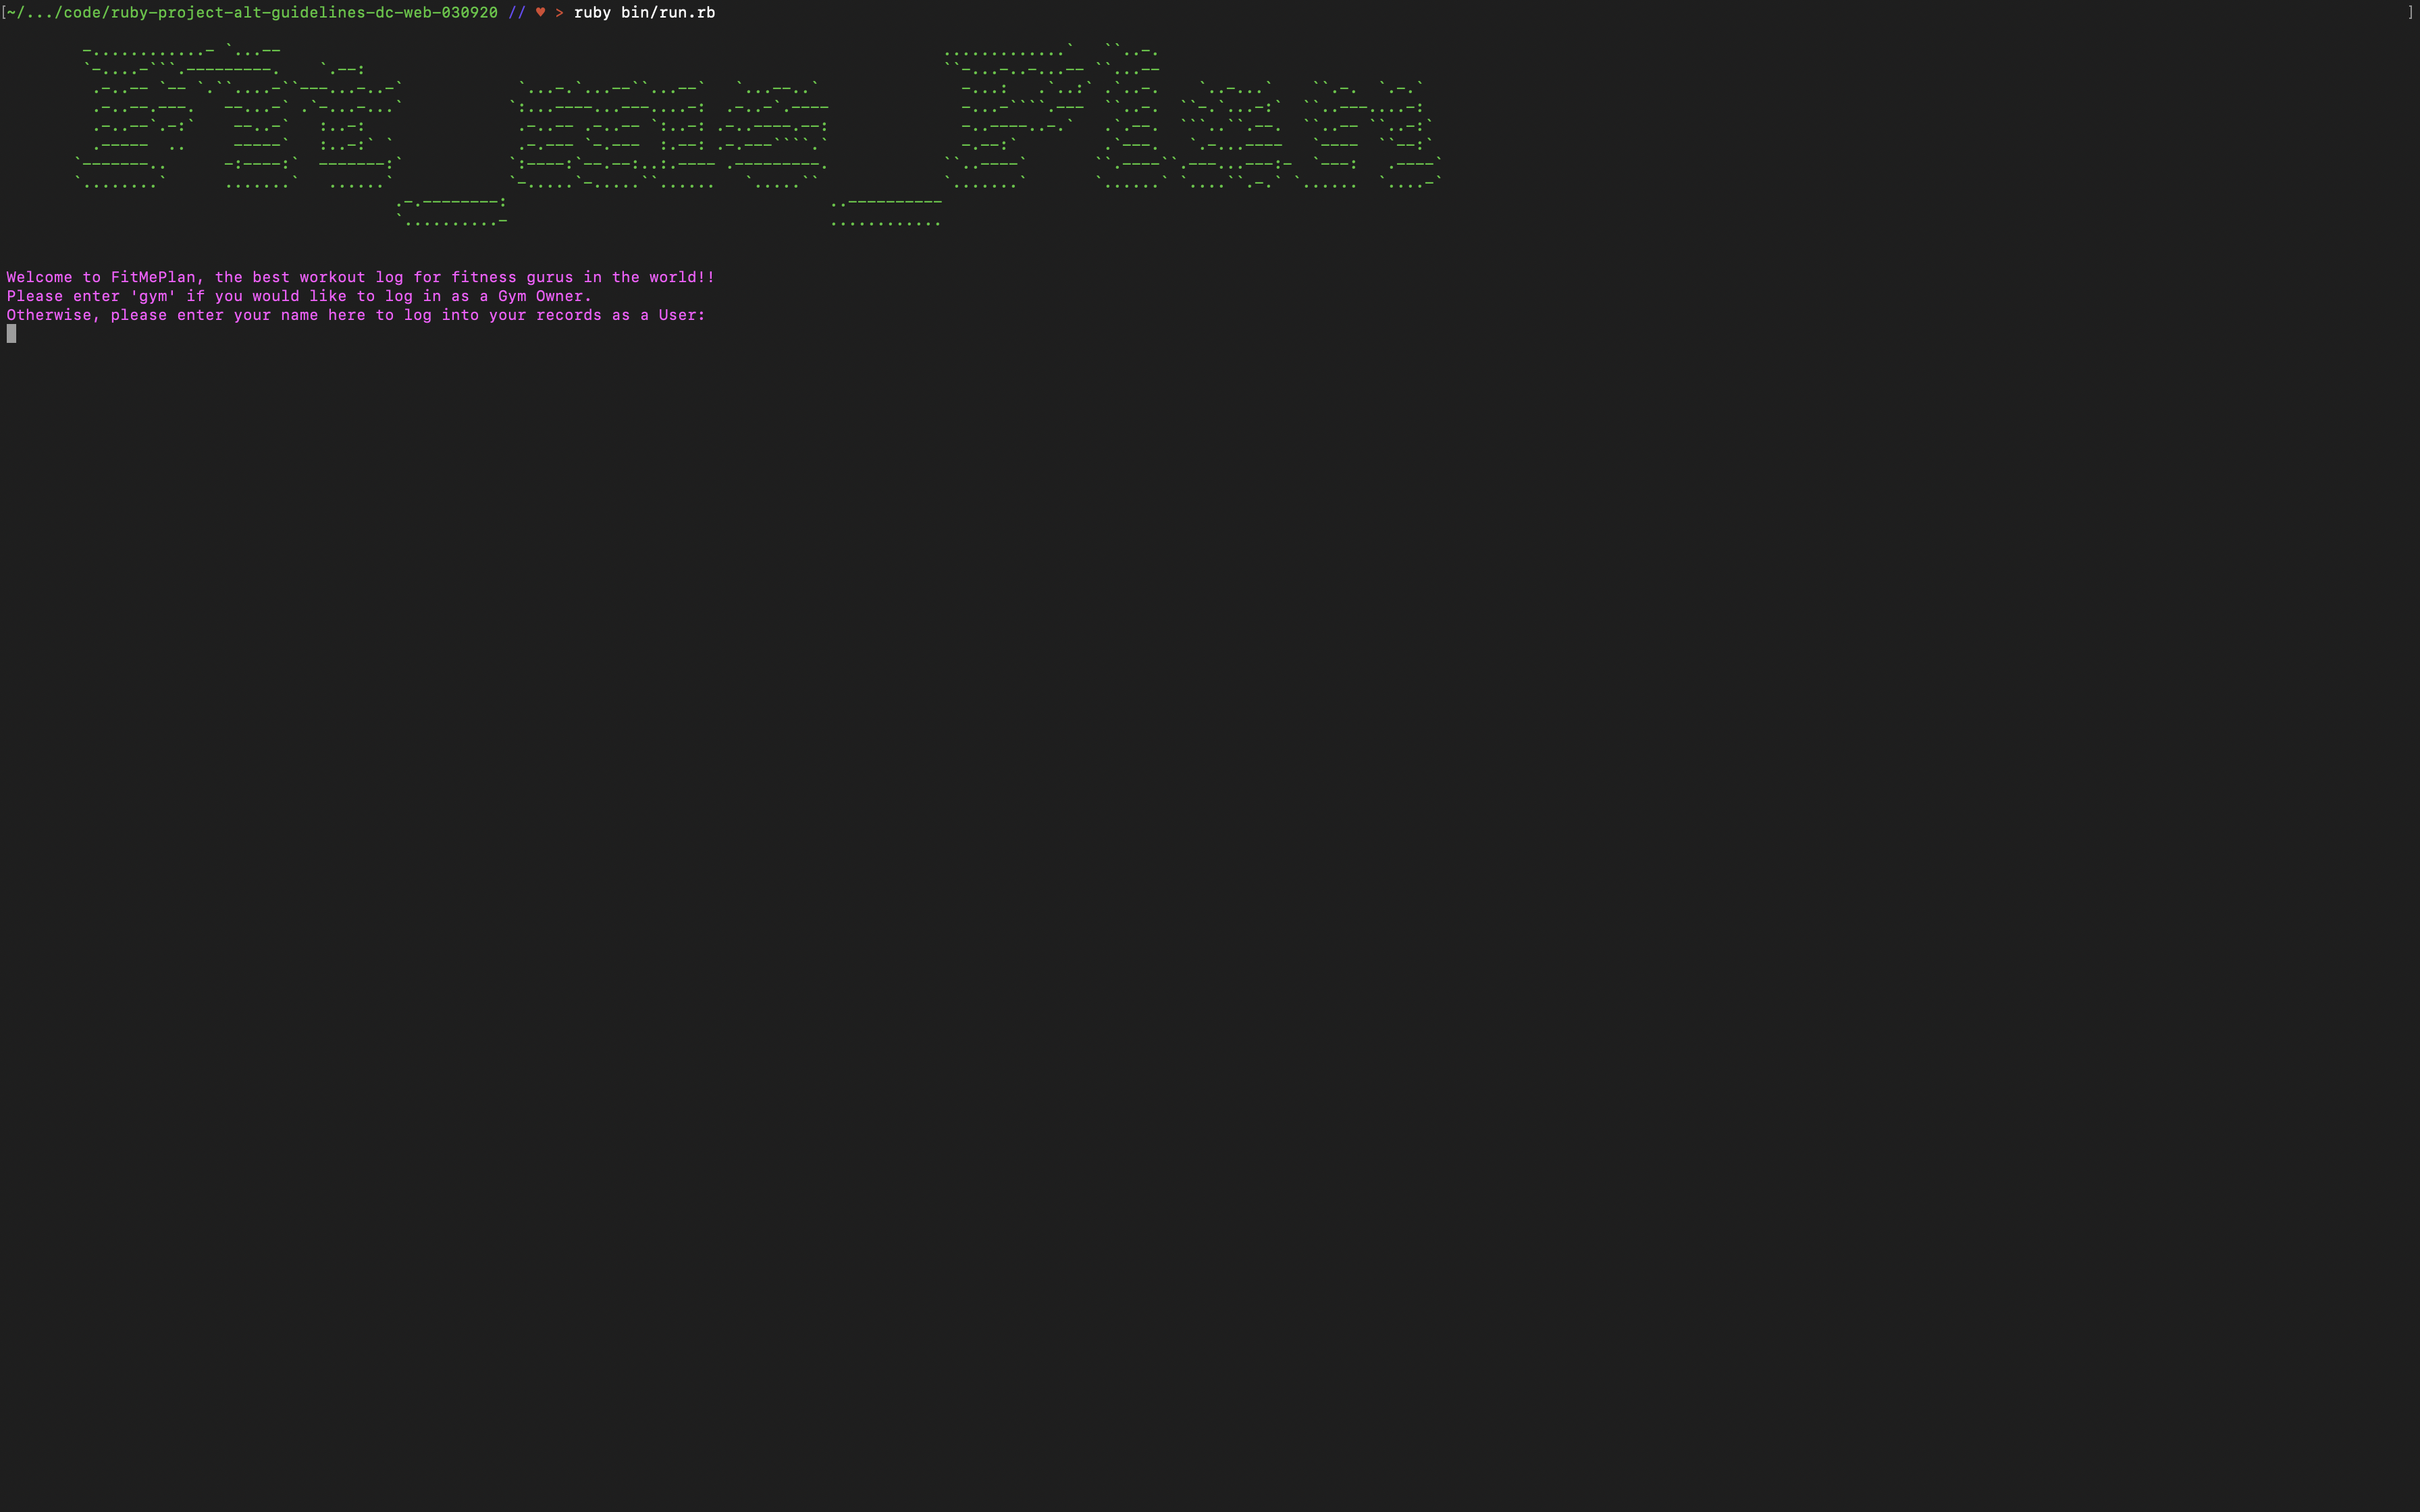 [~/.../code/ruby-project-alt-guidelines-dc-web-030920 // ♥ > ruby bin/run.rb ]
Fit_me_Plan
Welcome to FitMePlan, the best workout log for fitness gurus in the world!!
Please enter 'gym' if you would like to log in as a Gym Owner.
Otherwise, please enter your name here to log into your records as a User: